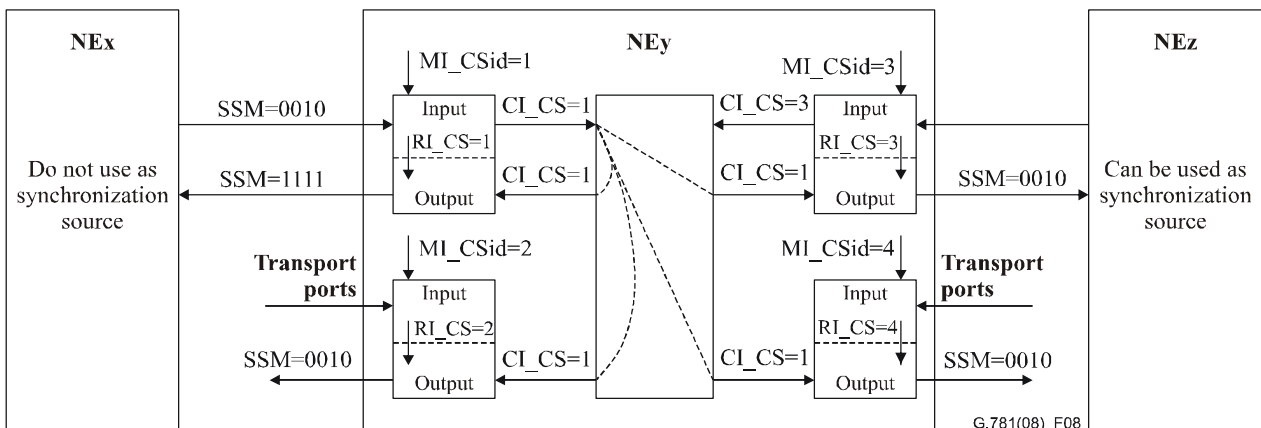 NEx
NEy
NEz
MI_CSid=1
MI_CSid=3
SSM=0010
Input
CI_CS=1
CI_CS=3
Input
RI_CS=1
RI_CS=3
Do not use as
synchronization
source
SSM=1111
Output
CI_CS=1
CI_CS=1
Output
SSM=0010
Can be used as
synchronization
source
MI_CSid=2
MI_CSid=4
Transport
ports
Input
Input
Transport
ports
RI_CS=2
RI_CS=4
SSM=0010
Output
CI_CS=1
CI_CS=1
Output
SSM=0010
G.781(08)_F08